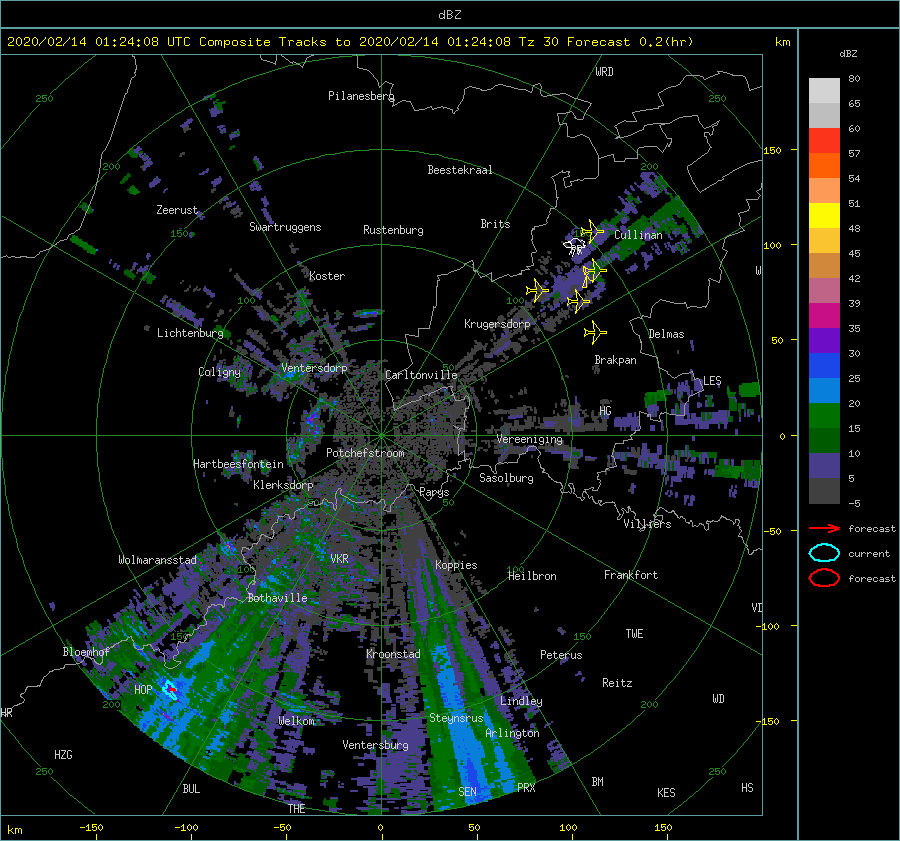 dBZ
2020/02/14 01:24:08 UTC Composite Tracks to 2020/02/14 01:24:08 Tz 30 Forecast 0.2(hr)
km
dBZ
80
65
60
57
54
51
48
45
42
39
35
30
25
20
15
10
5
-5
forecast
current
forecast
WRD
250
Pilanesberg
250
150
200
Beestekraal
200
Zeerust
Swartruggens
150
Rustenburg
Brits
Cullinan
100
Koster
W
100
100
Krugersdorp
Lichtenburg
Delmas
50
Brakpan
Coligny
Ventersdorp
Carltonville
LES
HG
Vereeniging
0
Potchefstroom
Hartbeesfontein
Sasolburg
Klerksdorp
Parys
50
50
Villiers
-50
Wolmaransstad
VKR
Koppies
100
100
Heilbron
Frankfort
Bothaville
VI
-100
150
150
TWE
Bloemhof
Kroonstad
Peterus
HOP
Reitz
WD
Lindley
200
200
HR
Welkom
Steynsrus
-150
Arlington
Ventersburg
HZG
250
250
BUL
SEN
PRX
BM
KES
HS
THE
km
-150
-100
-50
0
50
100
150